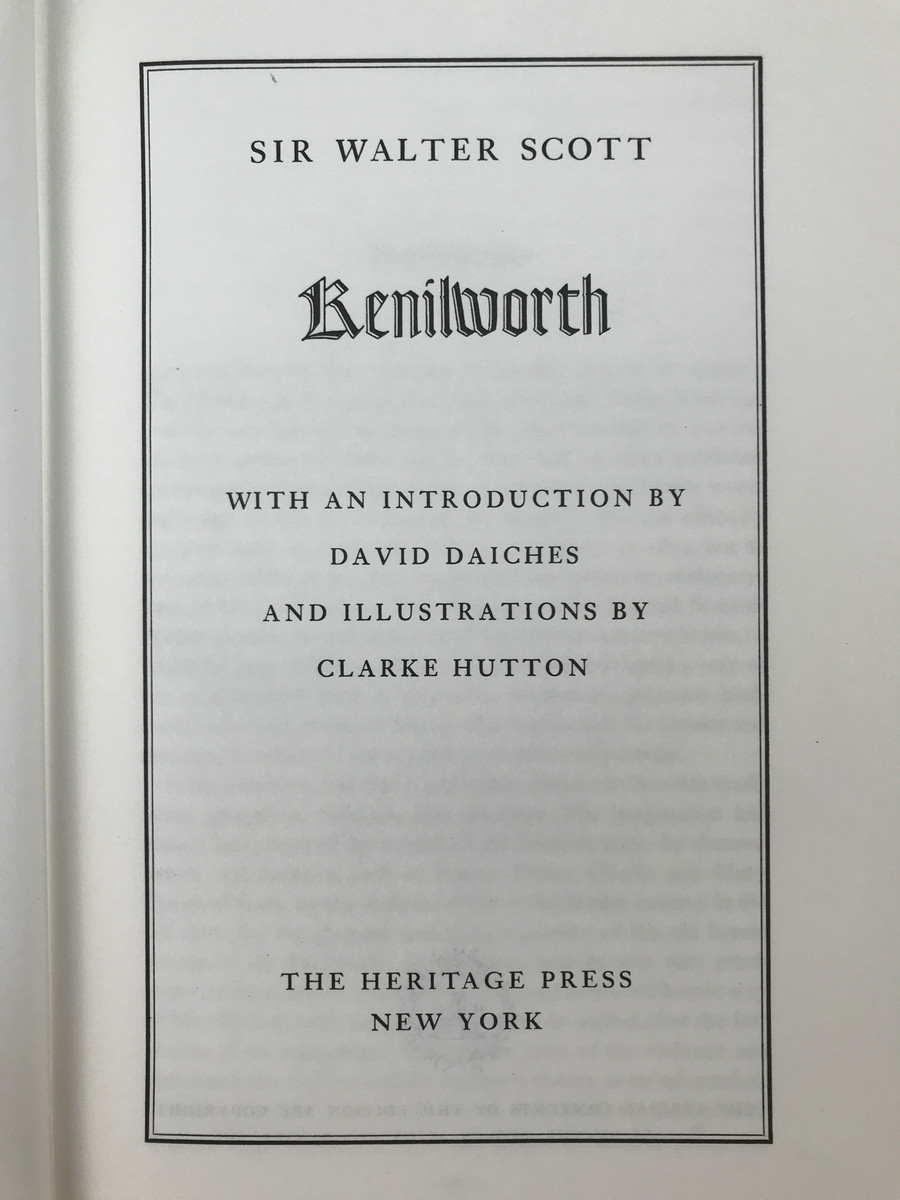 SIR WALTER SCOTT
Kenilworth
WITH AN INTRODUCTION BY
DAVID DAICHES
AND ILLUSTRATIONS BY
CLARKE HUTTON
THE HERITAGE PRESS
NEW YORK